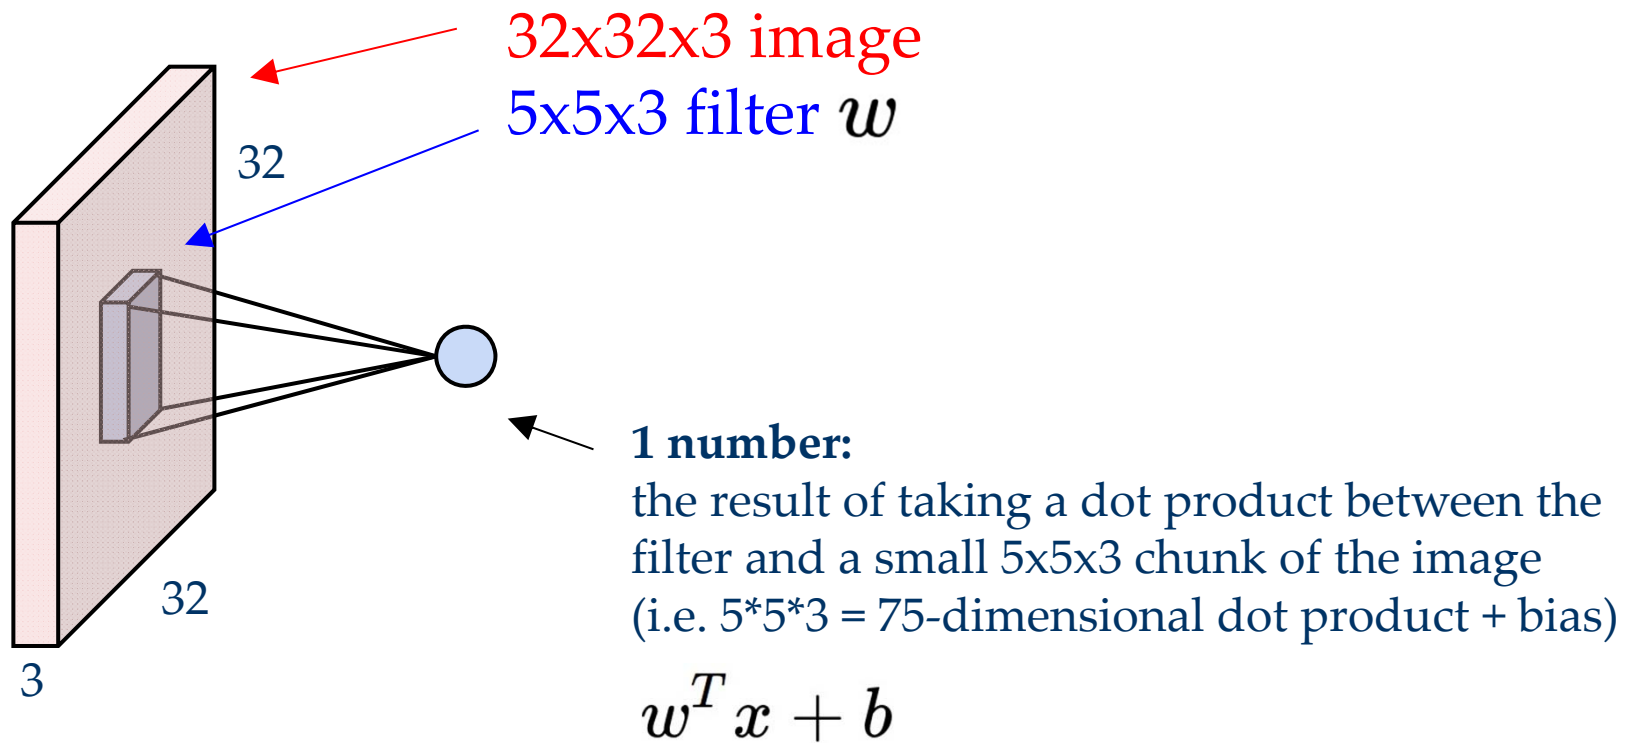 32x32x3 image
5x5x3 filter w
32
32
3
1 number:
the result of taking a dot product between the
filter and a small 5x5x3 chunk of the image
(i.e. 5*5*3 = 75-dimensional dot product + bias)
w^T x + b